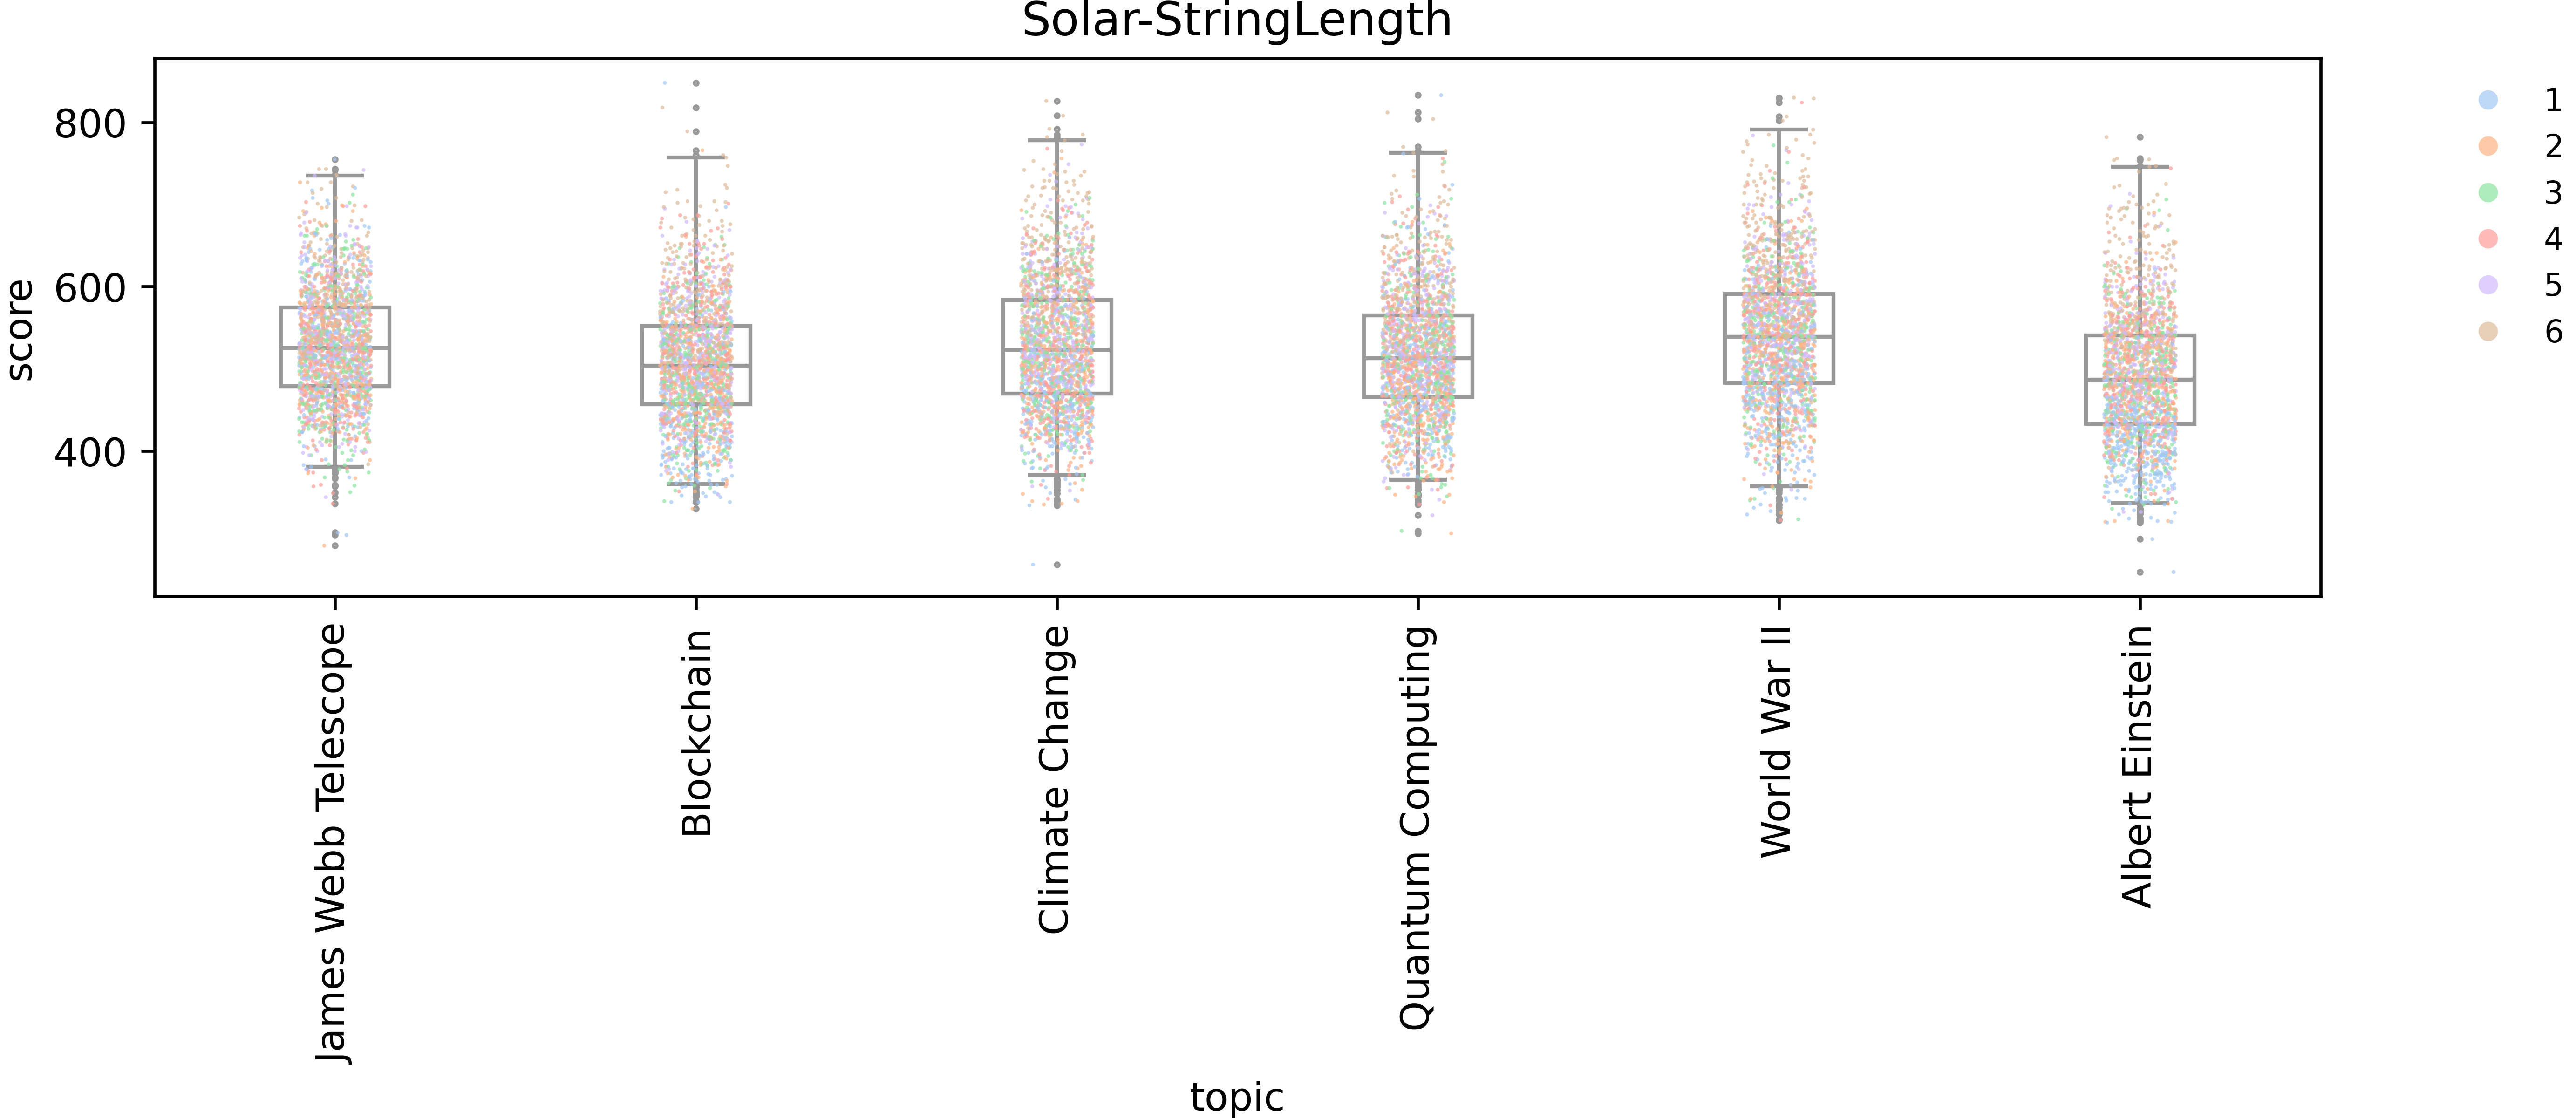 Solar-StringLength
score
800
600
400
James Webb Telescope
Blockchain
Climate Change
Quantum Computing
World War II
Albert Einstein
topic
1
2
3
4
5
6